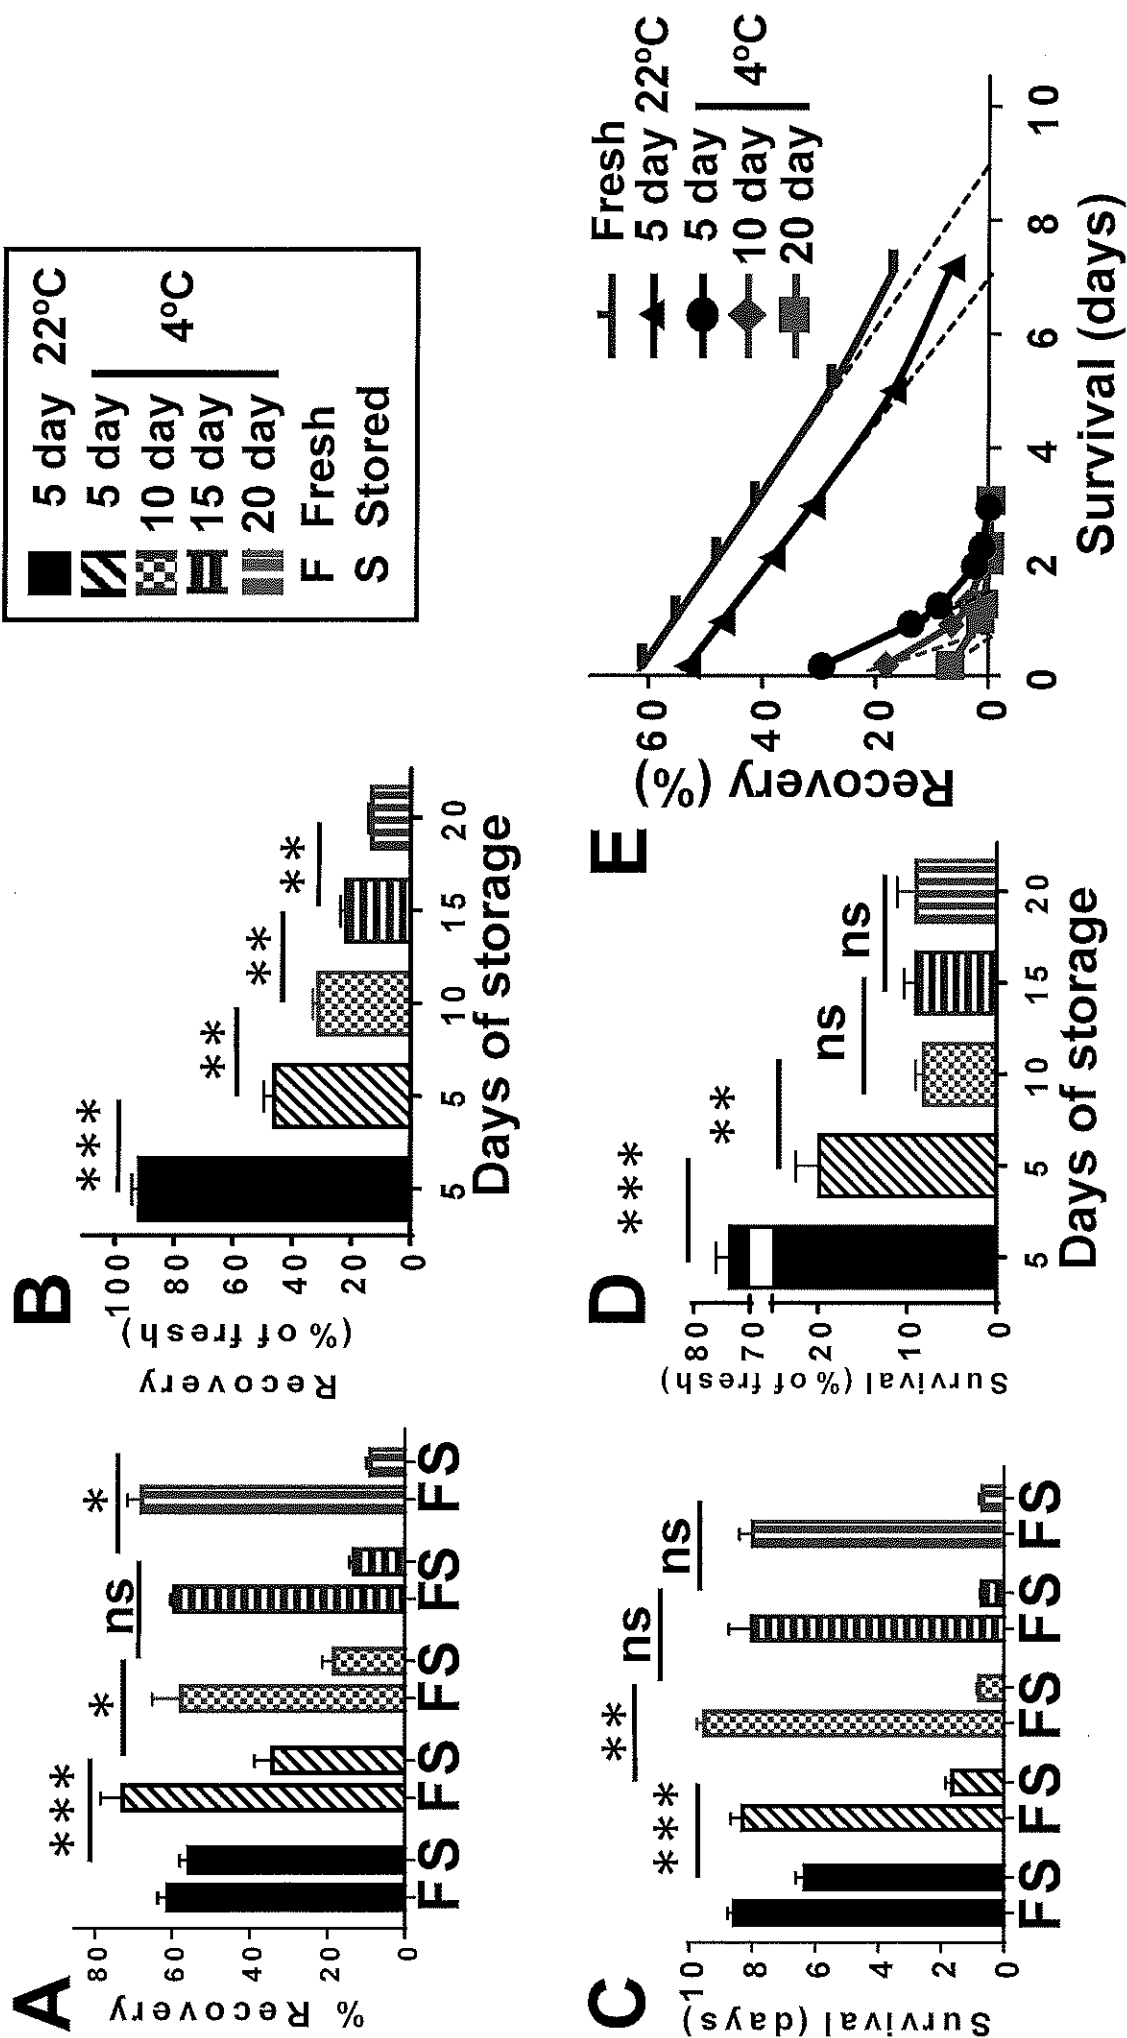 A
% Recovery
80
60
40
20
0
F S F S F S F S F S
*** * ns *
B
Recovery
(% of fresh)
100
80
60
40
20
0
5 5 10 15 20
Days of storage
*** ** ** **
5 day 22ºC
5 day
10 day
15 day
20 day
4ºC
F Fresh
S Stored
C
Survival (days)
10
8
6
4
2
0
F S F S F S F S F S
*** ** ns ns
D
Survival (% of fresh)
80
70
20
10
0
5 5 10 15 20
Days of storage
*** ** ns ns
E
Recovery (%)
60
40
20
0
0 2 4 6 8 10
Survival (days)
Fresh
5 day 22ºC
5 day
10 day
20 day
4ºC